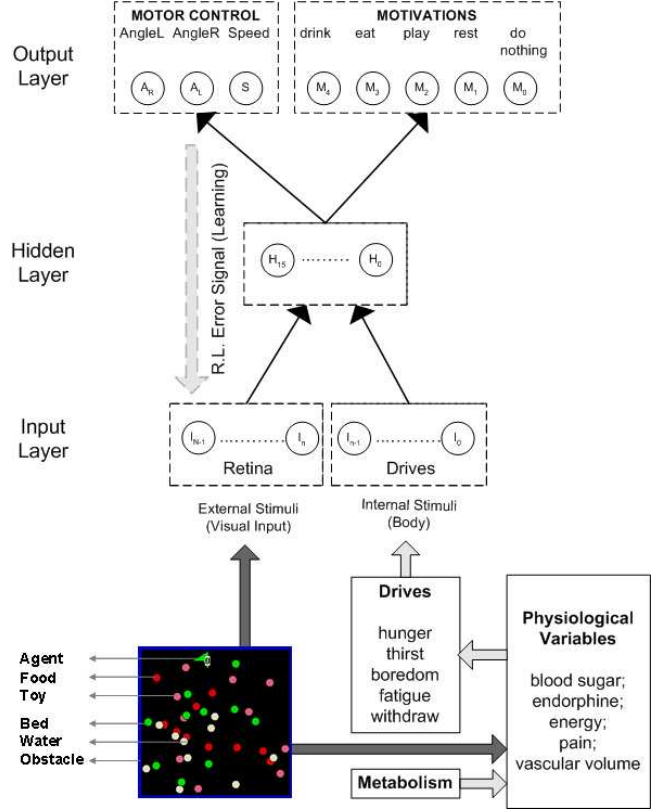 MOTOR CONTROL
AngleL AngleR Speed
A_R A_L S
MOTIVATIONS
drink eat play rest do nothing
M_4 M_3 M_2 M_1 M_0
Output
Layer
R.L. Error Signal (Learning)
Hidden
Layer
H_15 ........ H_0
Input
Layer
I_N-1 ............. I_n
Retina
I_n-1 .............. I_0
Drives
External Stimuli
(Visual Input)
Internal Stimuli
(Body)
Drives
hunger
thirst
boredom
fatigue
withdraw
Physiological
Variables
blood sugar;
endorphine;
energy;
pain;
vascular volume
Metabolism
Agent
Food
Toy
Bed
Water
Obstacle